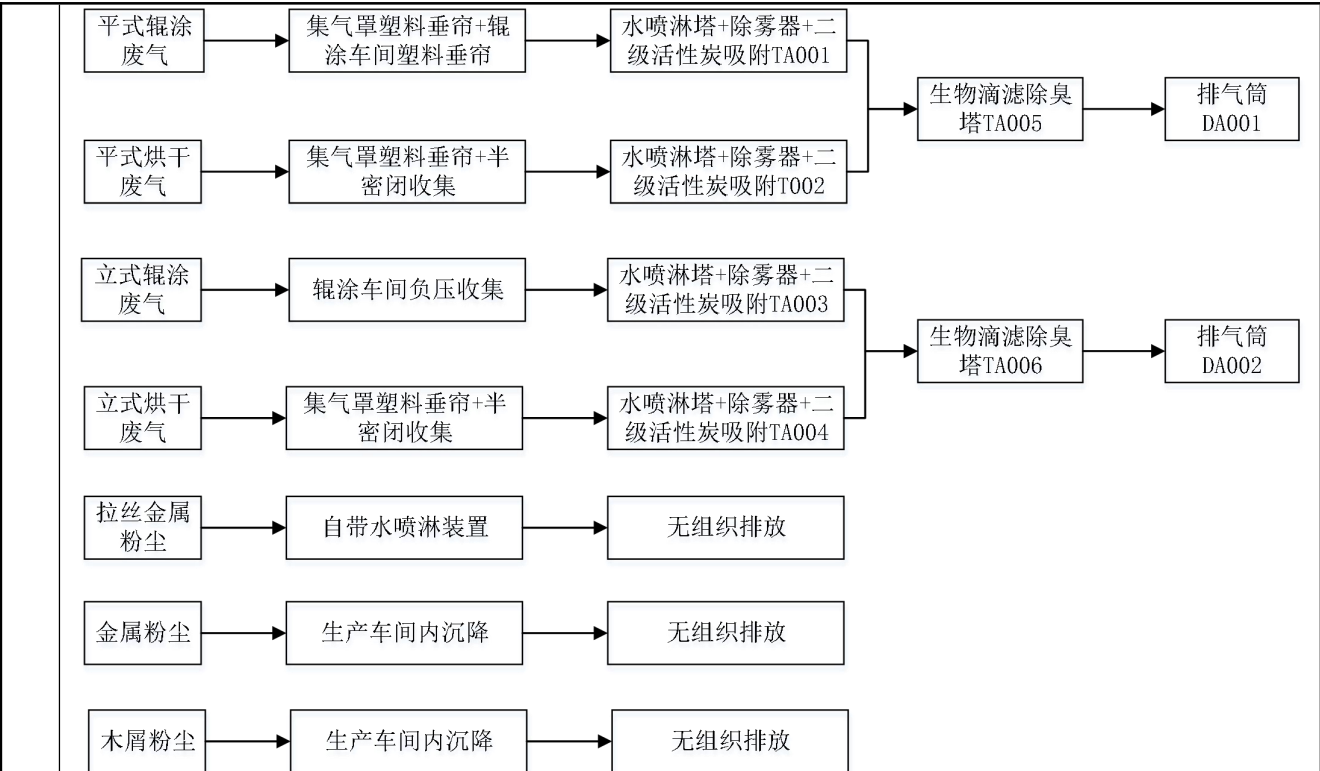 平式辊涂
废气
集气罩塑料垂帘+辊
涂车间塑料垂帘
水喷淋塔+除雾器+二
级活性炭吸附TA001
生物滴滤除臭
塔TA005
排气筒
DA001
平式烘干
废气
集气罩塑料垂帘+半
密闭收集
水喷淋塔+除雾器+二
级活性炭吸附T002
立式辊涂
废气
辊涂车间负压收集
水喷淋塔+除雾器+二
级活性炭吸附TA003
生物滴滤除臭
塔TA006
排气筒
DA002
立式烘干
废气
集气罩塑料垂帘+半
密闭收集
水喷淋塔+除雾器+二
级活性炭吸附TA004
拉丝金属
粉尘
自带水喷淋装置
无组织排放
金属粉尘
生产车间内沉降
无组织排放
木屑粉尘
生产车间内沉降
无组织排放